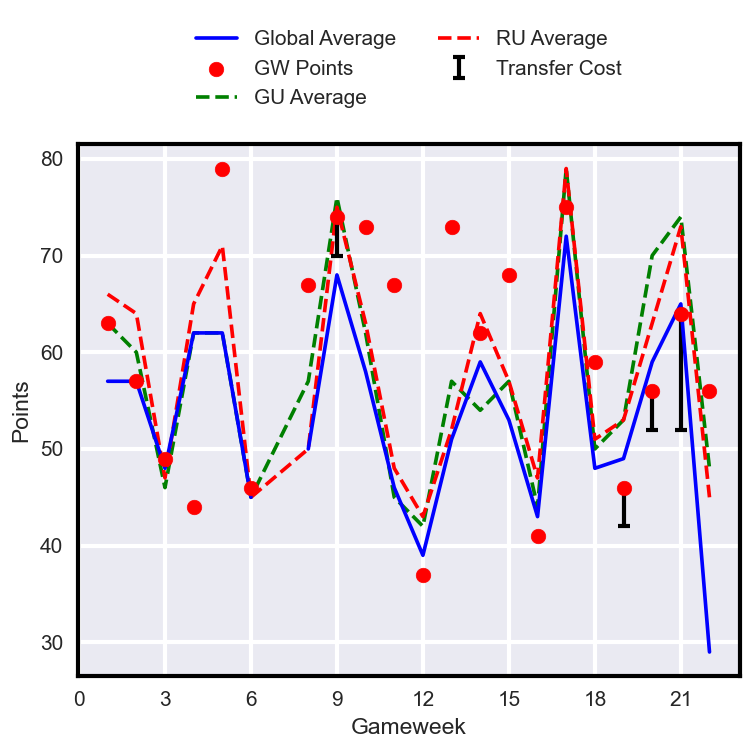 Global Average
GW Points
GU Average
RU Average
Transfer Cost
80
70
60
50
40
30
Points
0 3 6 9 12 15 18 21
Gameweek